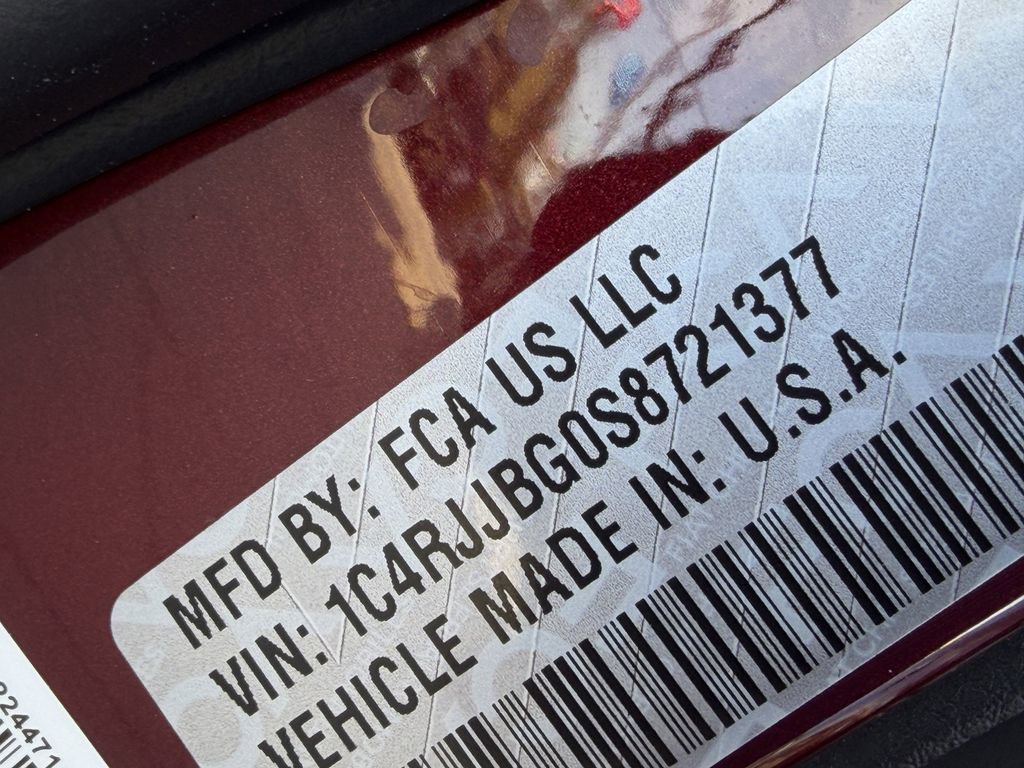 MFD BY: FCA US LLC
VIN: 1C4RJJBG0S8721377
VEHICLE MADE IN: U.S.A.